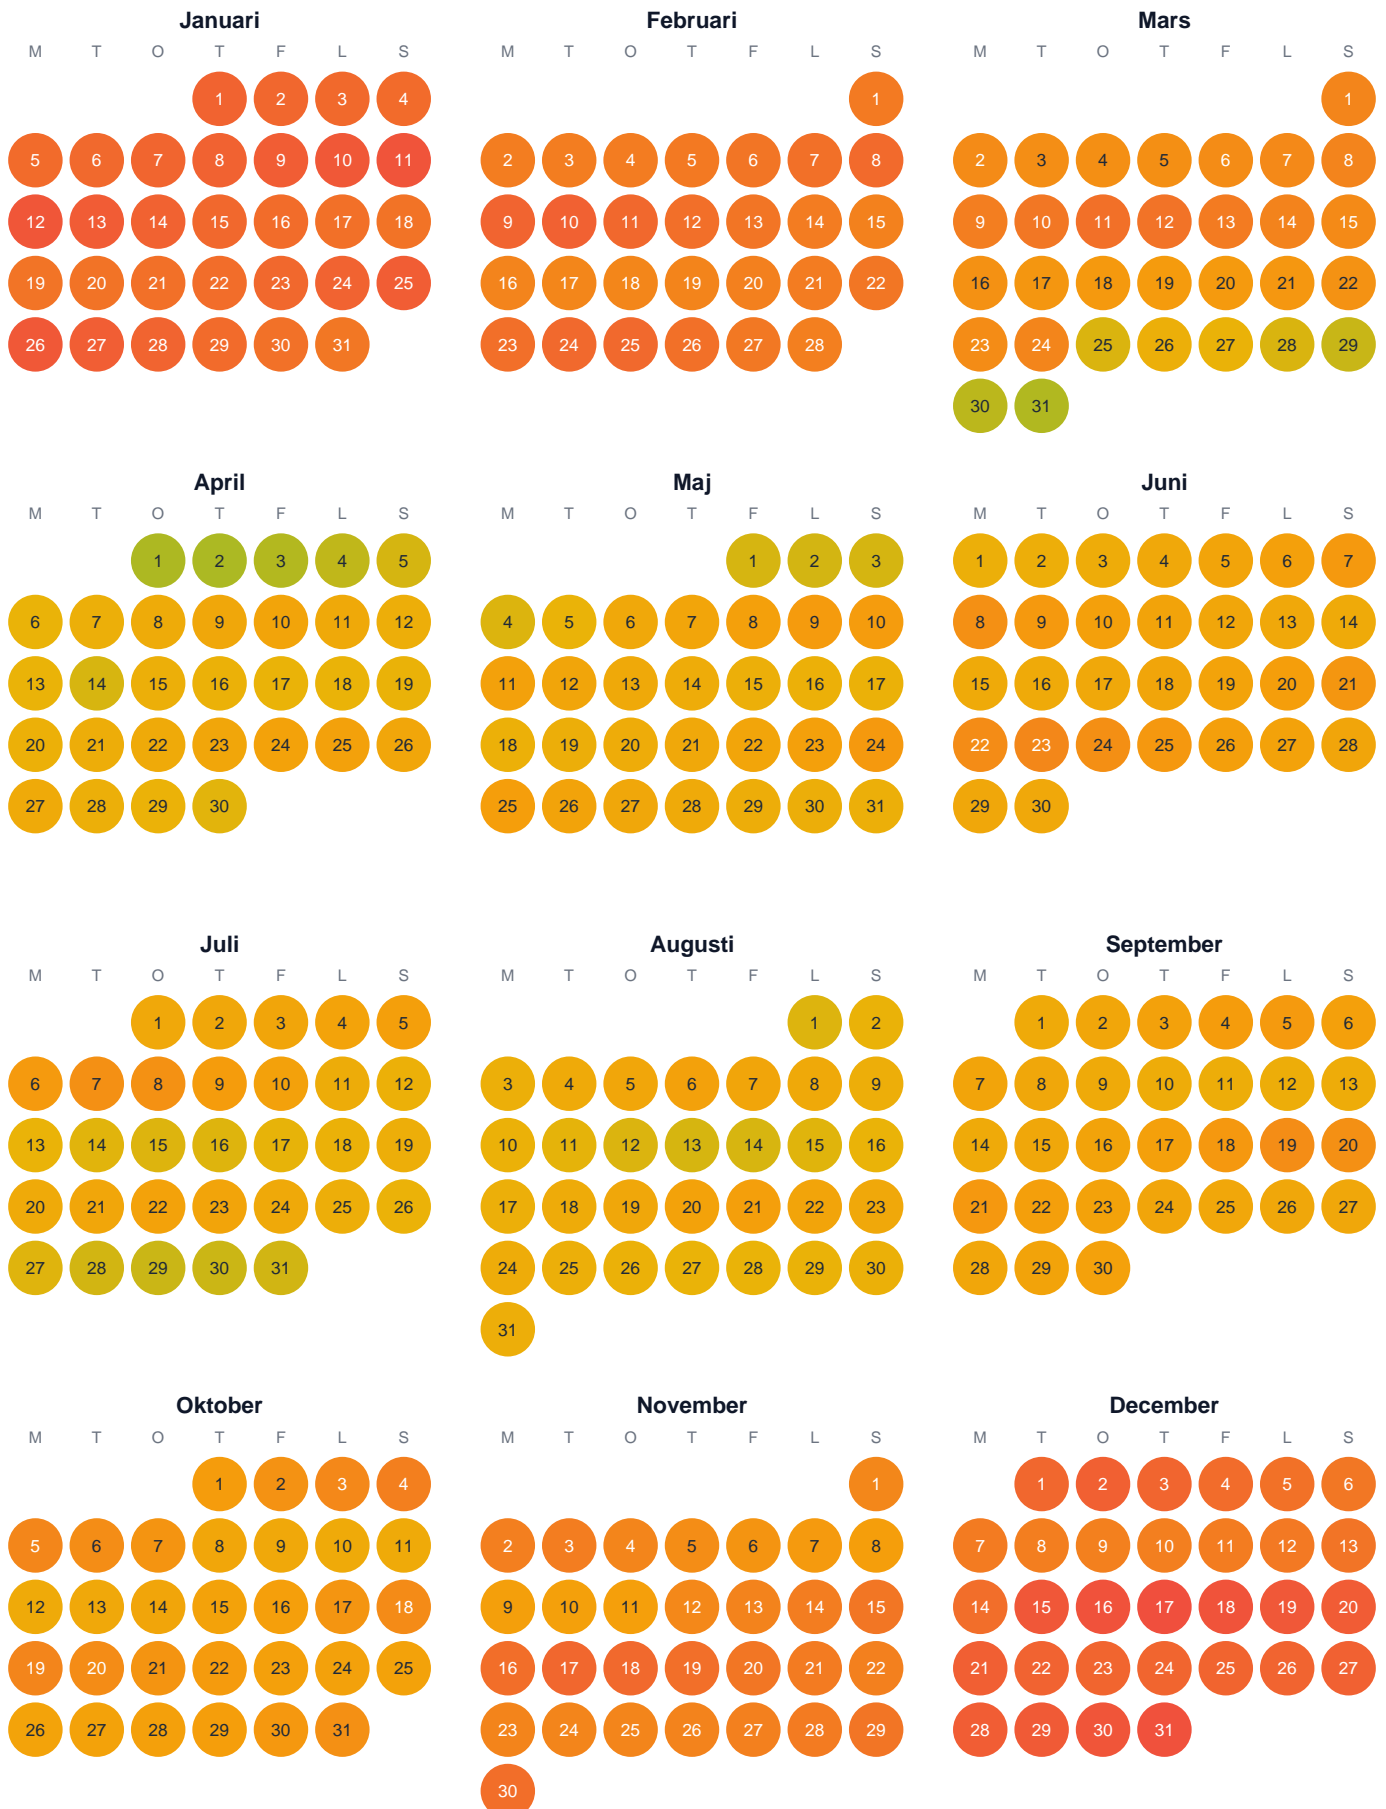 Januari Februari Mars
M T O T F L S M T O T F L S M T O T F L S
1 2 3 4 1 1
5 6 7 8 9 10 11 2 3 4 5 6 7 8 2 3 4 5 6 7 8
12 13 14 15 16 17 18 9 10 11 12 13 14 15 9 10 11 12 13 14 15
19 20 21 22 23 24 25 16 17 18 19 20 21 22 16 17 18 19 20 21 22
26 27 28 29 30 31 23 24 25 26 27 28 23 24 25 26 27 28 29
30 31
April Maj Juni
M T O T F L S M T O T F L S M T O T F L S
1 2 3 4 5 1 2 3 1 2 3 4 5 6 7
6 7 8 9 10 11 12 4 5 6 7 8 9 10 8 9 10 11 12 13 14
13 14 15 16 17 18 19 11 12 13 14 15 16 17 15 16 17 18 19 20 21
20 21 22 23 24 25 26 18 19 20 21 22 23 24 22 23 24 25 26 27 28
27 28 29 30 25 26 27 28 29 30 31 29 30
Juli Augusti September
M T O T F L S M T O T F L S M T O T F L S
1 2 3 4 5 1 2 1 2 3 4 5 6
6 7 8 9 10 11 12 3 4 5 6 7 8 9 7 8 9 10 11 12 13
13 14 15 16 17 18 19 10 11 12 13 14 15 16 14 15 16 17 18 19 20
20 21 22 23 24 25 26 17 18 19 20 21 22 23 21 22 23 24 25 26 27
27 28 29 30 31 24 25 26 27 28 29 30 28 29 30
31
Oktober November December
M T O T F L S M T O T F L S M T O T F L S
1 2 3 4 1 1 2 3 4 5 6
5 6 7 8 9 10 11 2 3 4 5 6 7 8 7 8 9 10 11 12 13
12 13 14 15 16 17 18 9 10 11 12 13 14 15 14 15 16 17 18 19 20
19 20 21 22 23 24 25 16 17 18 19 20 21 22 21 22 23 24 25 26 27
26 27 28 29 30 31 23 24 25 26 27 28 29 28 29 30 31
30